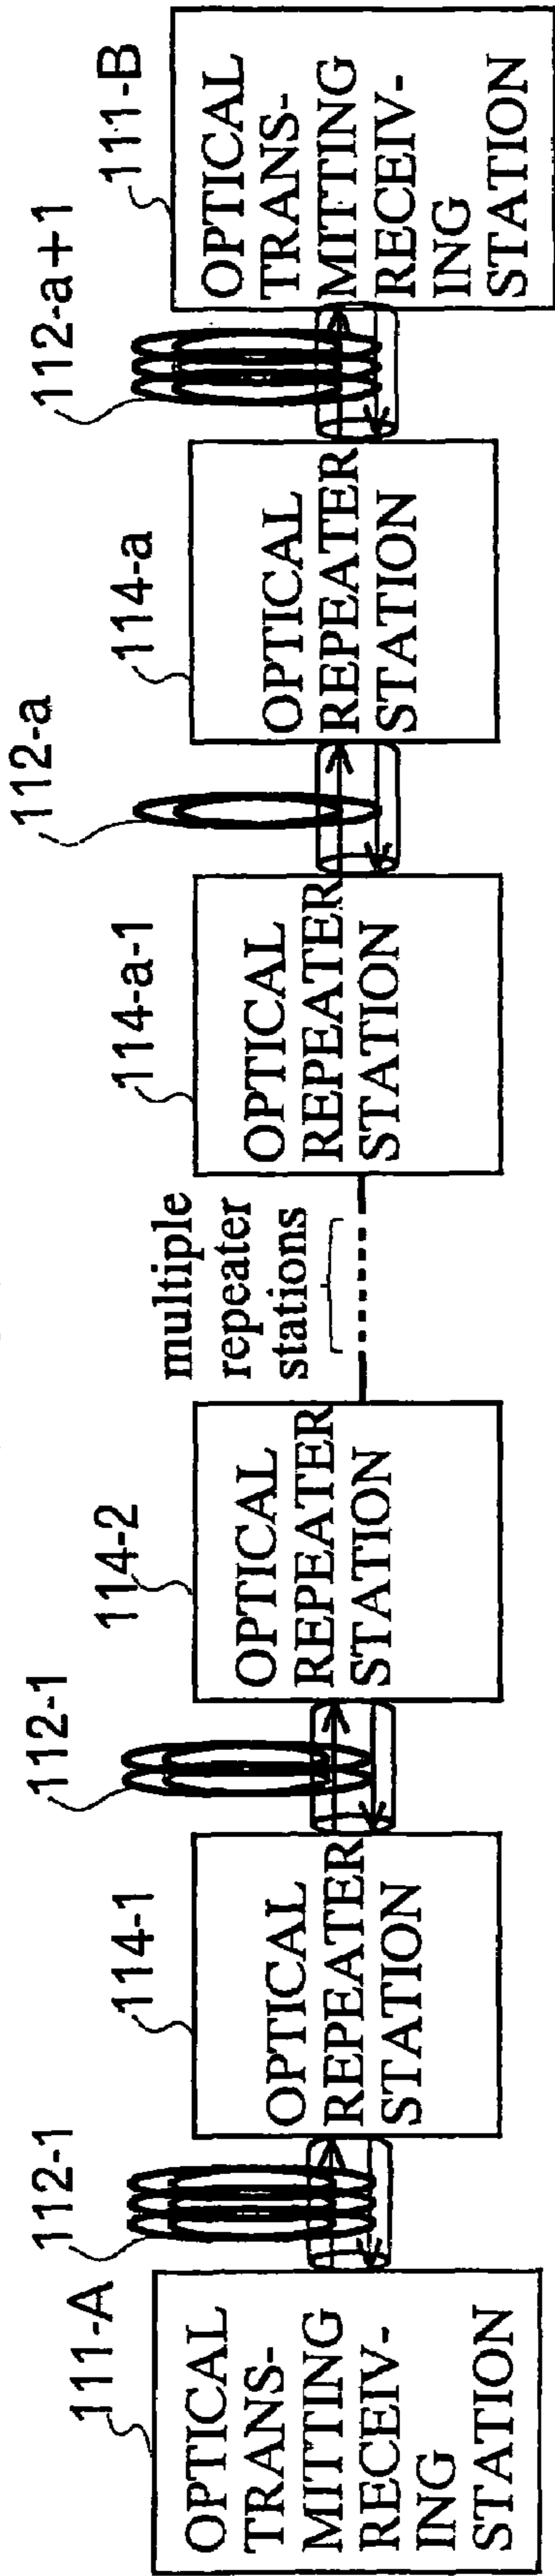 111-A
OPTICAL
TRANS-
MITTING
RECEIV-
ING
STATION
112-1
114-1
OPTICAL
REPEATER
STATION
112-1
114-2
OPTICAL
REPEATER
STATION
multiple
repeater
stations
114-a-1
OPTICAL
REPEATER
STATION
112-a
114-a
OPTICAL
REPEATER
STATION
112-a+1
111-B
OPTICAL
TRANS-
MITTING
RECEIV-
ING
STATION